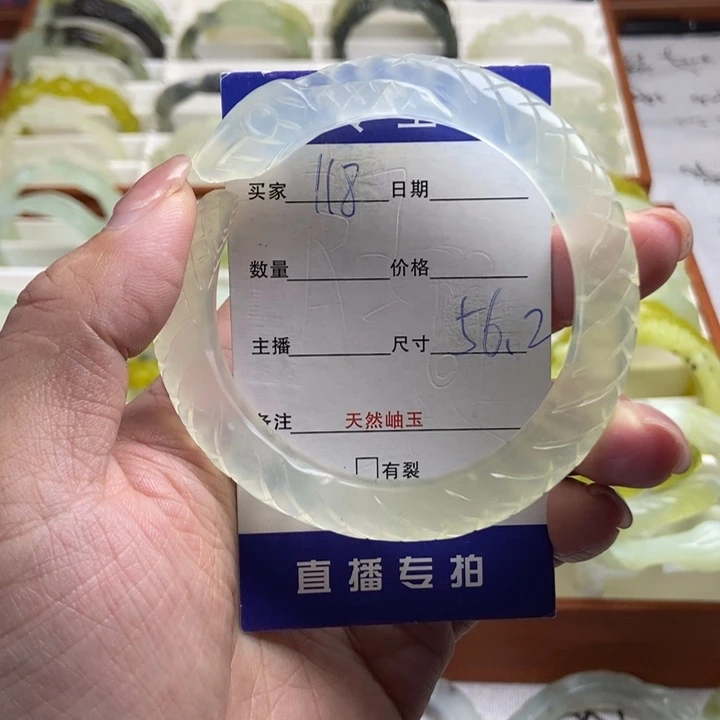 买家 118 日期
数量 价格
主播 尺寸 56.2
备注 天然岫玉
有裂
直播专拍